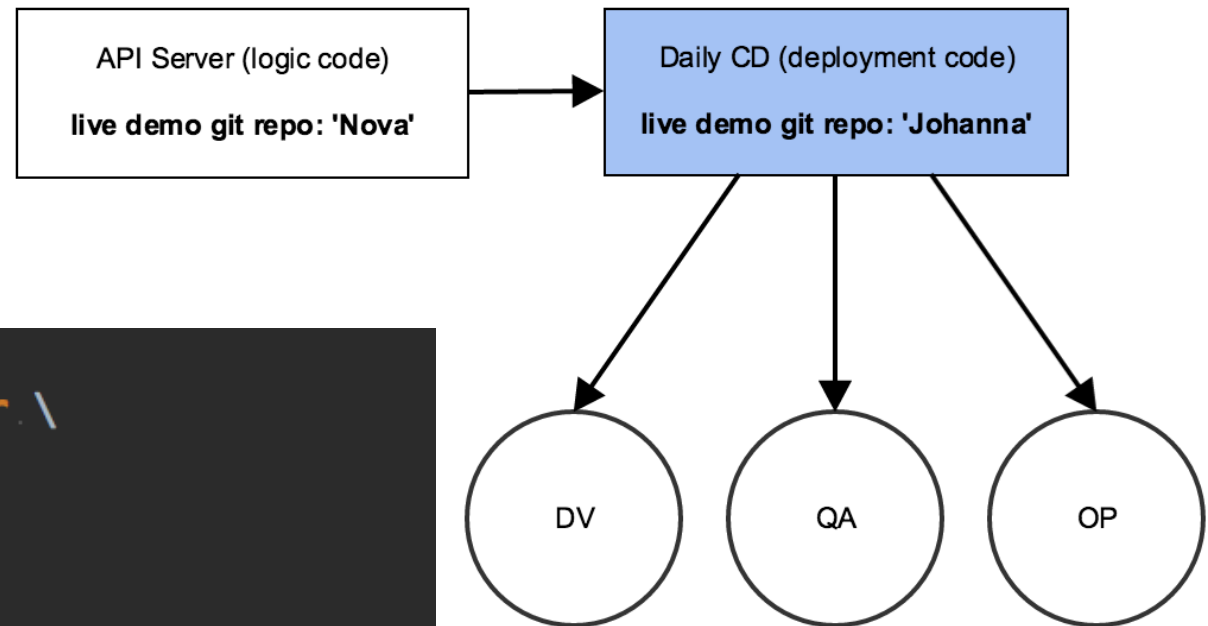 API Server (logic code)
live demo git repo: 'Nova'
Daily CD (deployment code)
live demo git repo: 'Johanna'
\
DV
QA
OP